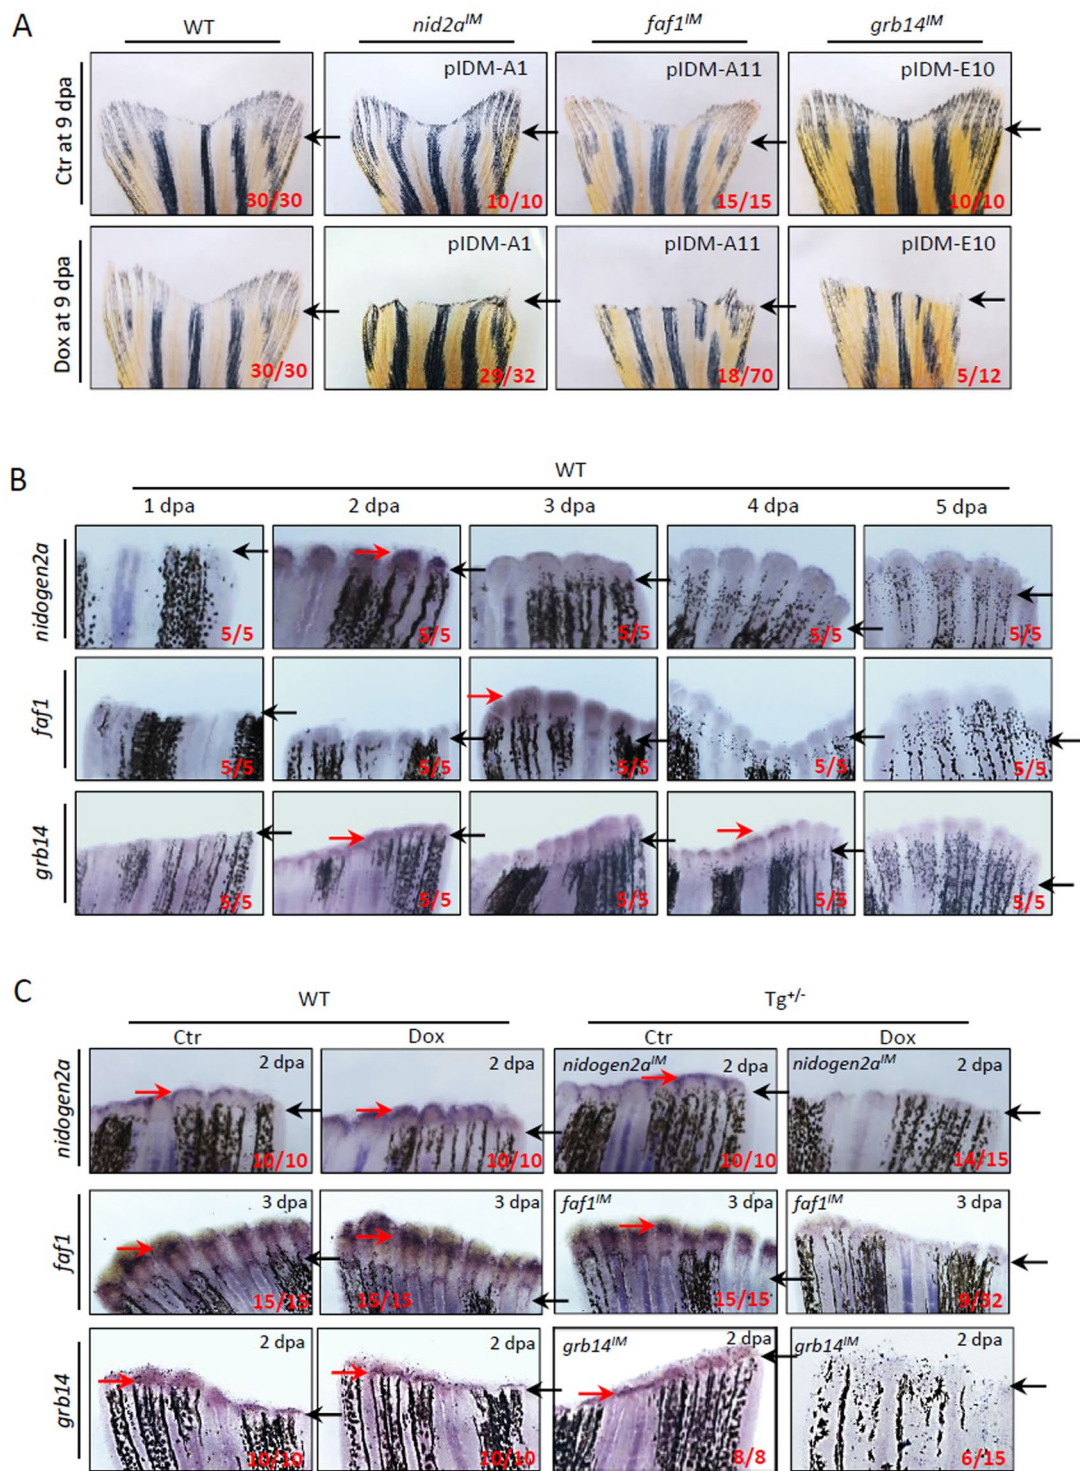 A
WT nid2a^IM faf1^IM grb14^IM
Ctr at 9 dpa
pIDM-A1 pIDM-A11 pIDM-E10
30/30 10/10 15/15 10/10
Dox at 9 dpa
pIDM-A1 pIDM-A11 pIDM-E10
30/30 29/32 18/70 5/12
B
WT
1 dpa 2 dpa 3 dpa 4 dpa 5 dpa
nidogen2a
5/5 5/5 5/5 5/5 5/5
faf1
5/5 5/5 5/5 5/5 5/5
grb14
5/5 5/5 5/5 5/5 5/5
C
WT Tg+/-
Ctr Dox Ctr Dox
nidogen2a
2 dpa 2 dpa nidogen2a^IM 2 dpa nidogen2a^IM 2 dpa
10/10 10/10 10/10 14/15
faf1
3 dpa 3 dpa faf1^IM 3 dpa faf1^IM 3 dpa
15/15 15/15 15/15 9/32
grb14
2 dpa 2 dpa grb14^IM 2 dpa grb14^IM 2 dpa
10/10 10/10 8/8 6/15